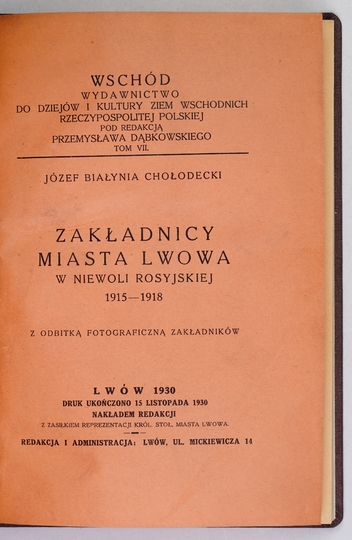 WSCHÓD
WYDAWNICTWO
DO DZIEJÓW I KULTURY ZIEM WSCHODNICH
RZECZYPOSPOLITEJ POLSKIEJ
POD REDAKCJĄ
PRZEMYSŁAWA DĄBKOWSKIEGO
TOM VII.
JÓZEF BIAŁYNIA CHOŁODECKI
ZAKŁADNICY
MIASTA LWOWA
W NIEWOLI ROSYJSKIEJ
1915—1918
Z ODBITKĄ FOTOGRAFICZNĄ ZAKŁADNIKÓW
LWÓW 1930
DRUK UKOŃCZONO 15 LISTOPADA 1930
NAKŁADEM REDAKCJI
Z ZASIŁKIEM REPREZENTACJI KRÓL. STOŁ. MIASTA LWOWA.
REDAKCJA I ADMINISTRACJA: LWÓW, UL. MICKIEWICZA 14